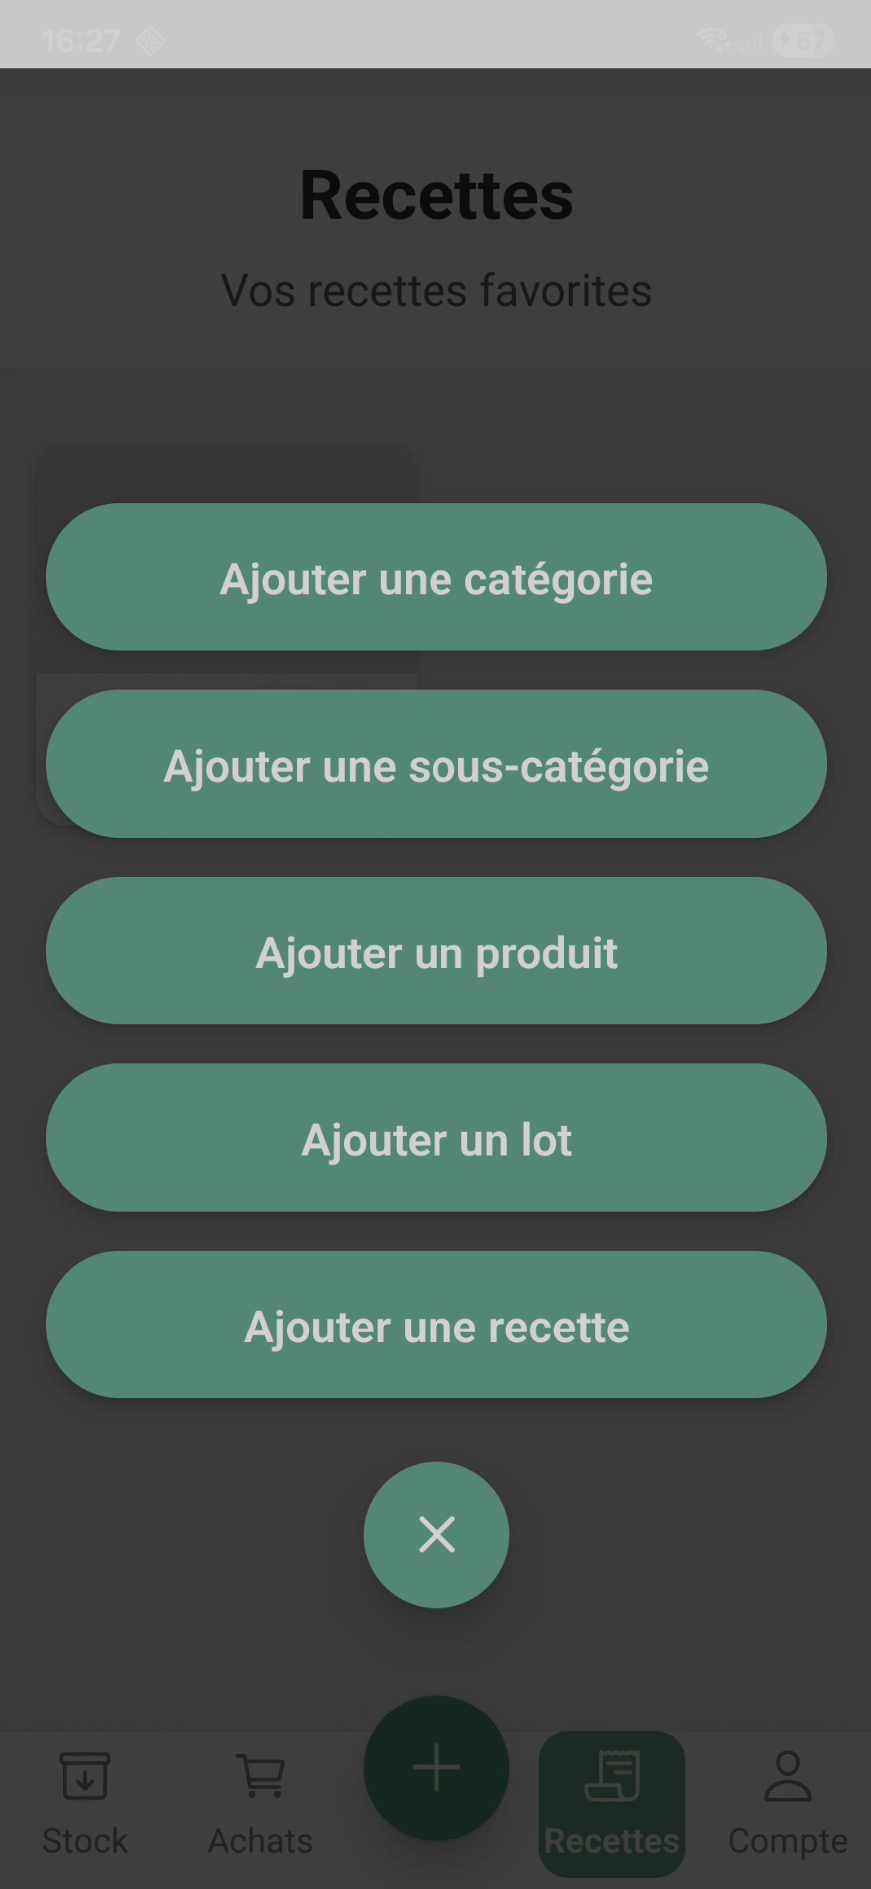 16:27
67
Recettes
Vos recettes favorites
Ajouter une catégorie
Ajouter une sous-catégorie
Ajouter un produit
Ajouter un lot
Ajouter une recette
Stock
Achats
Recettes
Compte